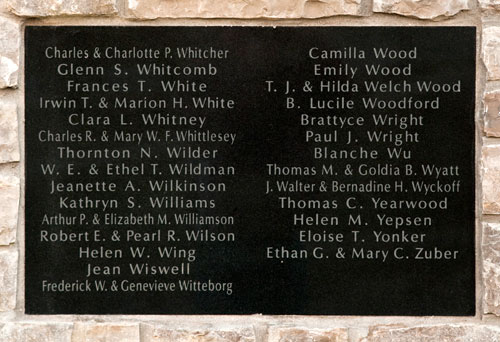 Charles & Charlotte P. Whitcher
Glenn S. Whitcomb
Frances T. White
Irwin T. & Marion H. White
Clara L. Whitney
Charles R. & Mary W. F. Whittlesey
Thornton N. Wilder
W. E. & Ethel T. Wildman
Jeanette A. Wilkinson
Kathryn S. Williams
Arthur P. & Elizabeth M. Williamson
Robert E. & Pearl R. Wilson
Helen W. Wing
Jean Wiswell
Frederick W. & Genevieve Witteborg
Camilla Wood
Emily Wood
T. J. & Hilda Welch Wood
B. Lucile Woodford
Brattyce Wright
Paul J. Wright
Blanche Wu
Thomas M. & Goldia B. Wyatt
J. Walter & Bernadine H. Wyckoff
Thomas C. Yearwood
Helen M. Yepsen
Eloise T. Yonker
Ethan G. & Mary C. Zuber